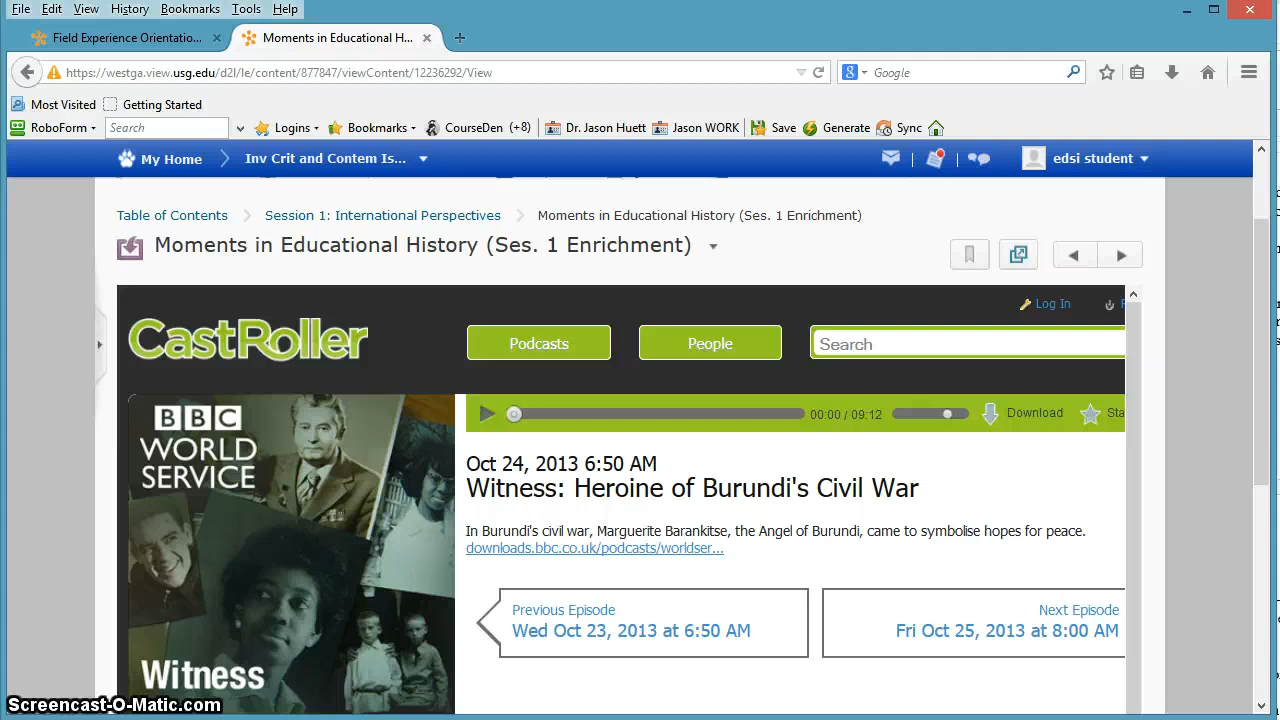 File Edit View History Bookmarks Tools Help
Field Experience Orientatio... Moments in Educational H...
https://westga.view.usg.edu/d2l/le/content/877847/viewContent/12236292/View
Google
Most Visited Getting Started
RoboForm Search Logins Bookmarks CourseDen (+8) Dr. Jason Huett Jason WORK Save Generate Sync
My Home Inv Crit and Contem Is... edsi student
Table of Contents Session 1: International Perspectives Moments in Educational History (Ses. 1 Enrichment)
Moments in Educational History (Ses. 1 Enrichment)
Log In
CastRoller Podcasts People Search
00:00 / 09:12 Download Sta
BBC
WORLD
SERVICE
Witness
Oct 24, 2013 6:50 AM
Witness: Heroine of Burundi's Civil War
In Burundi's civil war, Marguerite Barankitse, the Angel of Burundi, came to symbolise hopes for peace.
downloads.bbc.co.uk/podcasts/worldser...
Previous Episode
Wed Oct 23, 2013 at 6:50 AM
Next Episode
Fri Oct 25, 2013 at 8:00 AM
Screencast-O-Matic.com